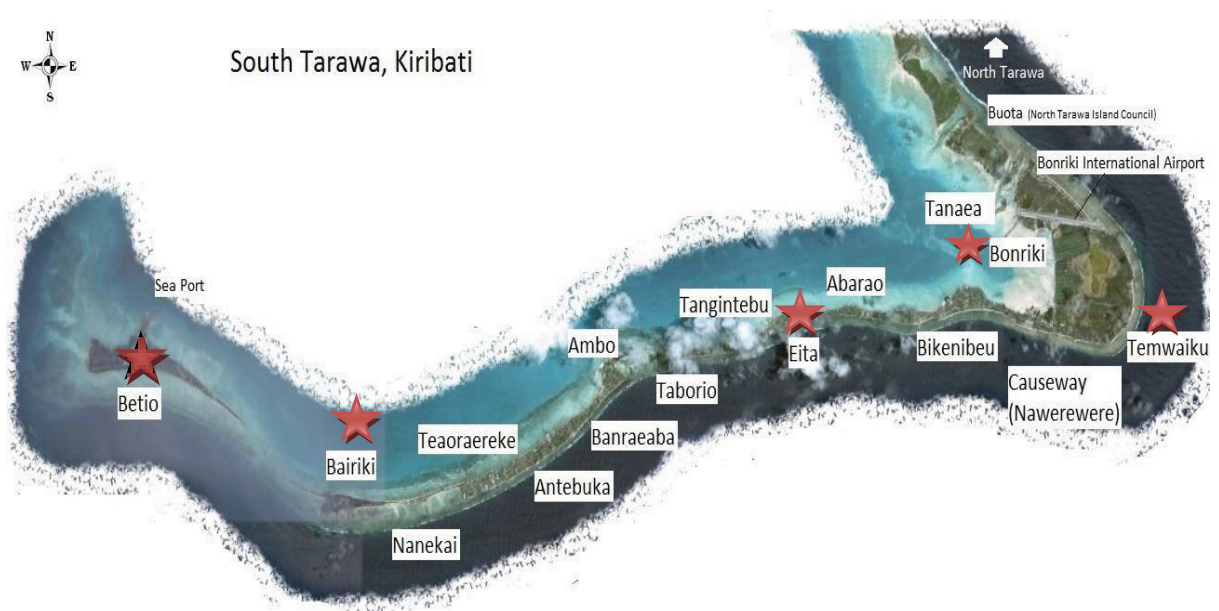 N
W E
S
South Tarawa, Kiribati
North Tarawa
Buota (North Tarawa Island Council)
Bonriki International Airport
Tanaea
Bonriki
Sea Port
Abarao
Tangintebu
Ambo
Eita
Bikenibeu
Temwaiku
Betio
Taborio
Causeway
(Nawerewere)
Teaoraereke
Banraeaba
Bairiki
Antebuka
Nanekai